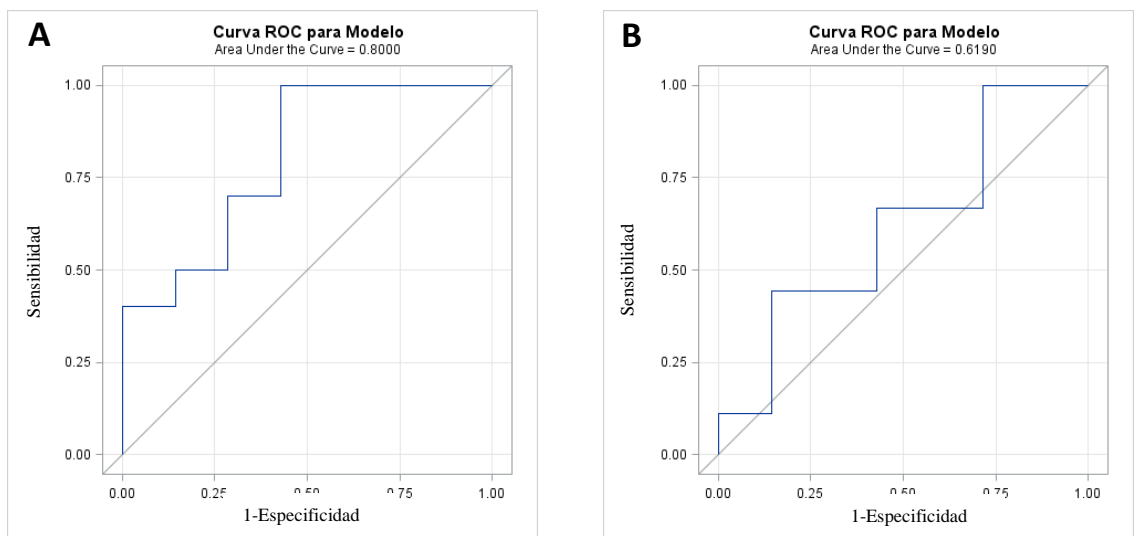 A
Curva ROC para Modelo
Area Under the Curve = 0.8000
1.00
0.75
0.50
0.25
0.00
Sensibilidad
0.00 0.25 0.50 0.75 1.00
1-Especificidad
B
Curva ROC para Modelo
Area Under the Curve = 0.6190
1.00
0.75
0.50
0.25
0.00
Sensibilidad
0.00 0.25 0.50 0.75 1.00
1-Especificidad